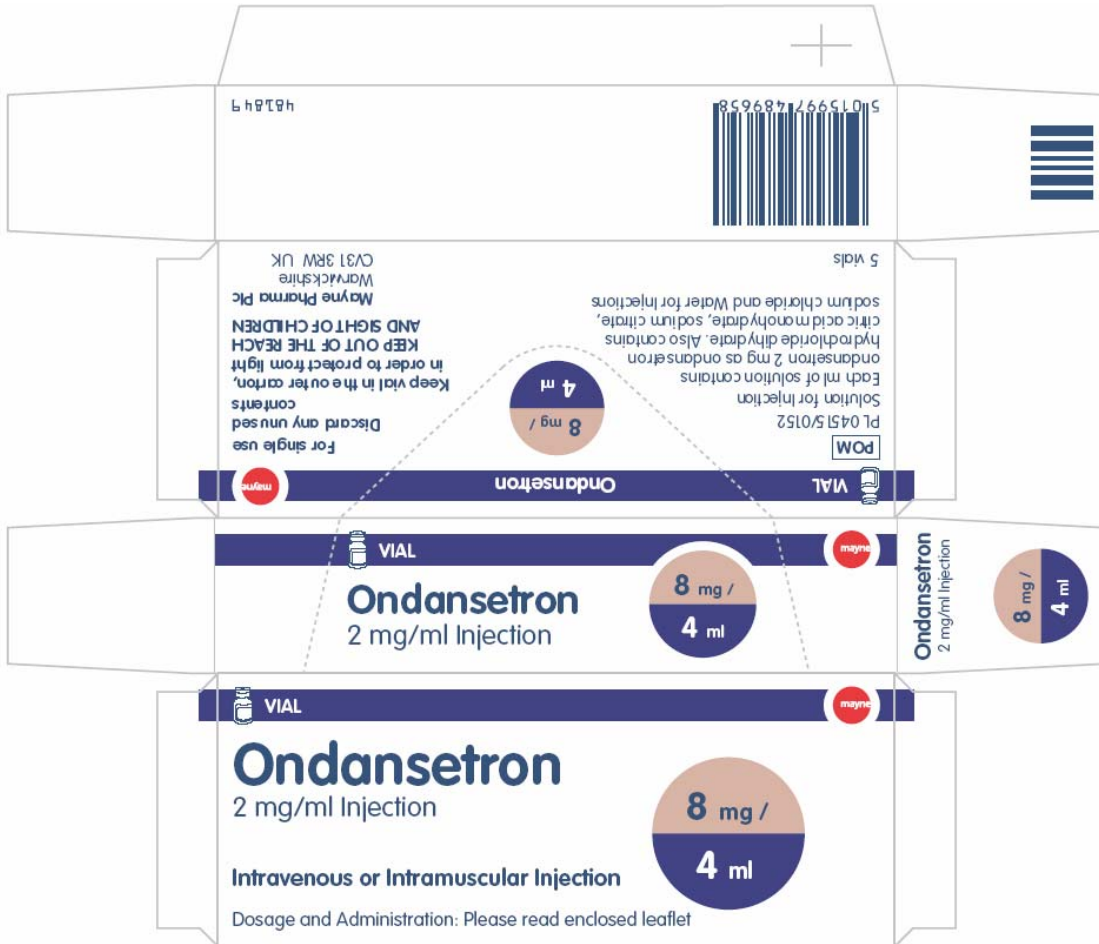 481849
5 015997 489658
5 vials
Mayne Pharma Plc
Warwickshire
CV31 3RW UK
For single use
Discard any unused
contents
Keep vial in the outer carton,
in order to protect from light
KEEP OUT OF THE REACH
AND SIGHT OF CHILDREN
POM
PL 04515/0152
Solution for Injection
Each ml of solution contains
ondansetron 2 mg as ondansetron
hydrochloride dihydrate. Also contains
citric acid monohydrate, sodium citrate,
sodium chloride and Water for Injections
8 mg /
4 ml
VIAL
Ondansetron
mayne
VIAL
mayne
Ondansetron
2 mg/ml Injection
8 mg /
4 ml
Ondansetron
2 mg/ml Injection
8 mg /
4 ml
VIAL
mayne
Ondansetron
2 mg/ml Injection
8 mg /
4 ml
Intravenous or Intramuscular Injection
Dosage and Administration: Please read enclosed leaflet